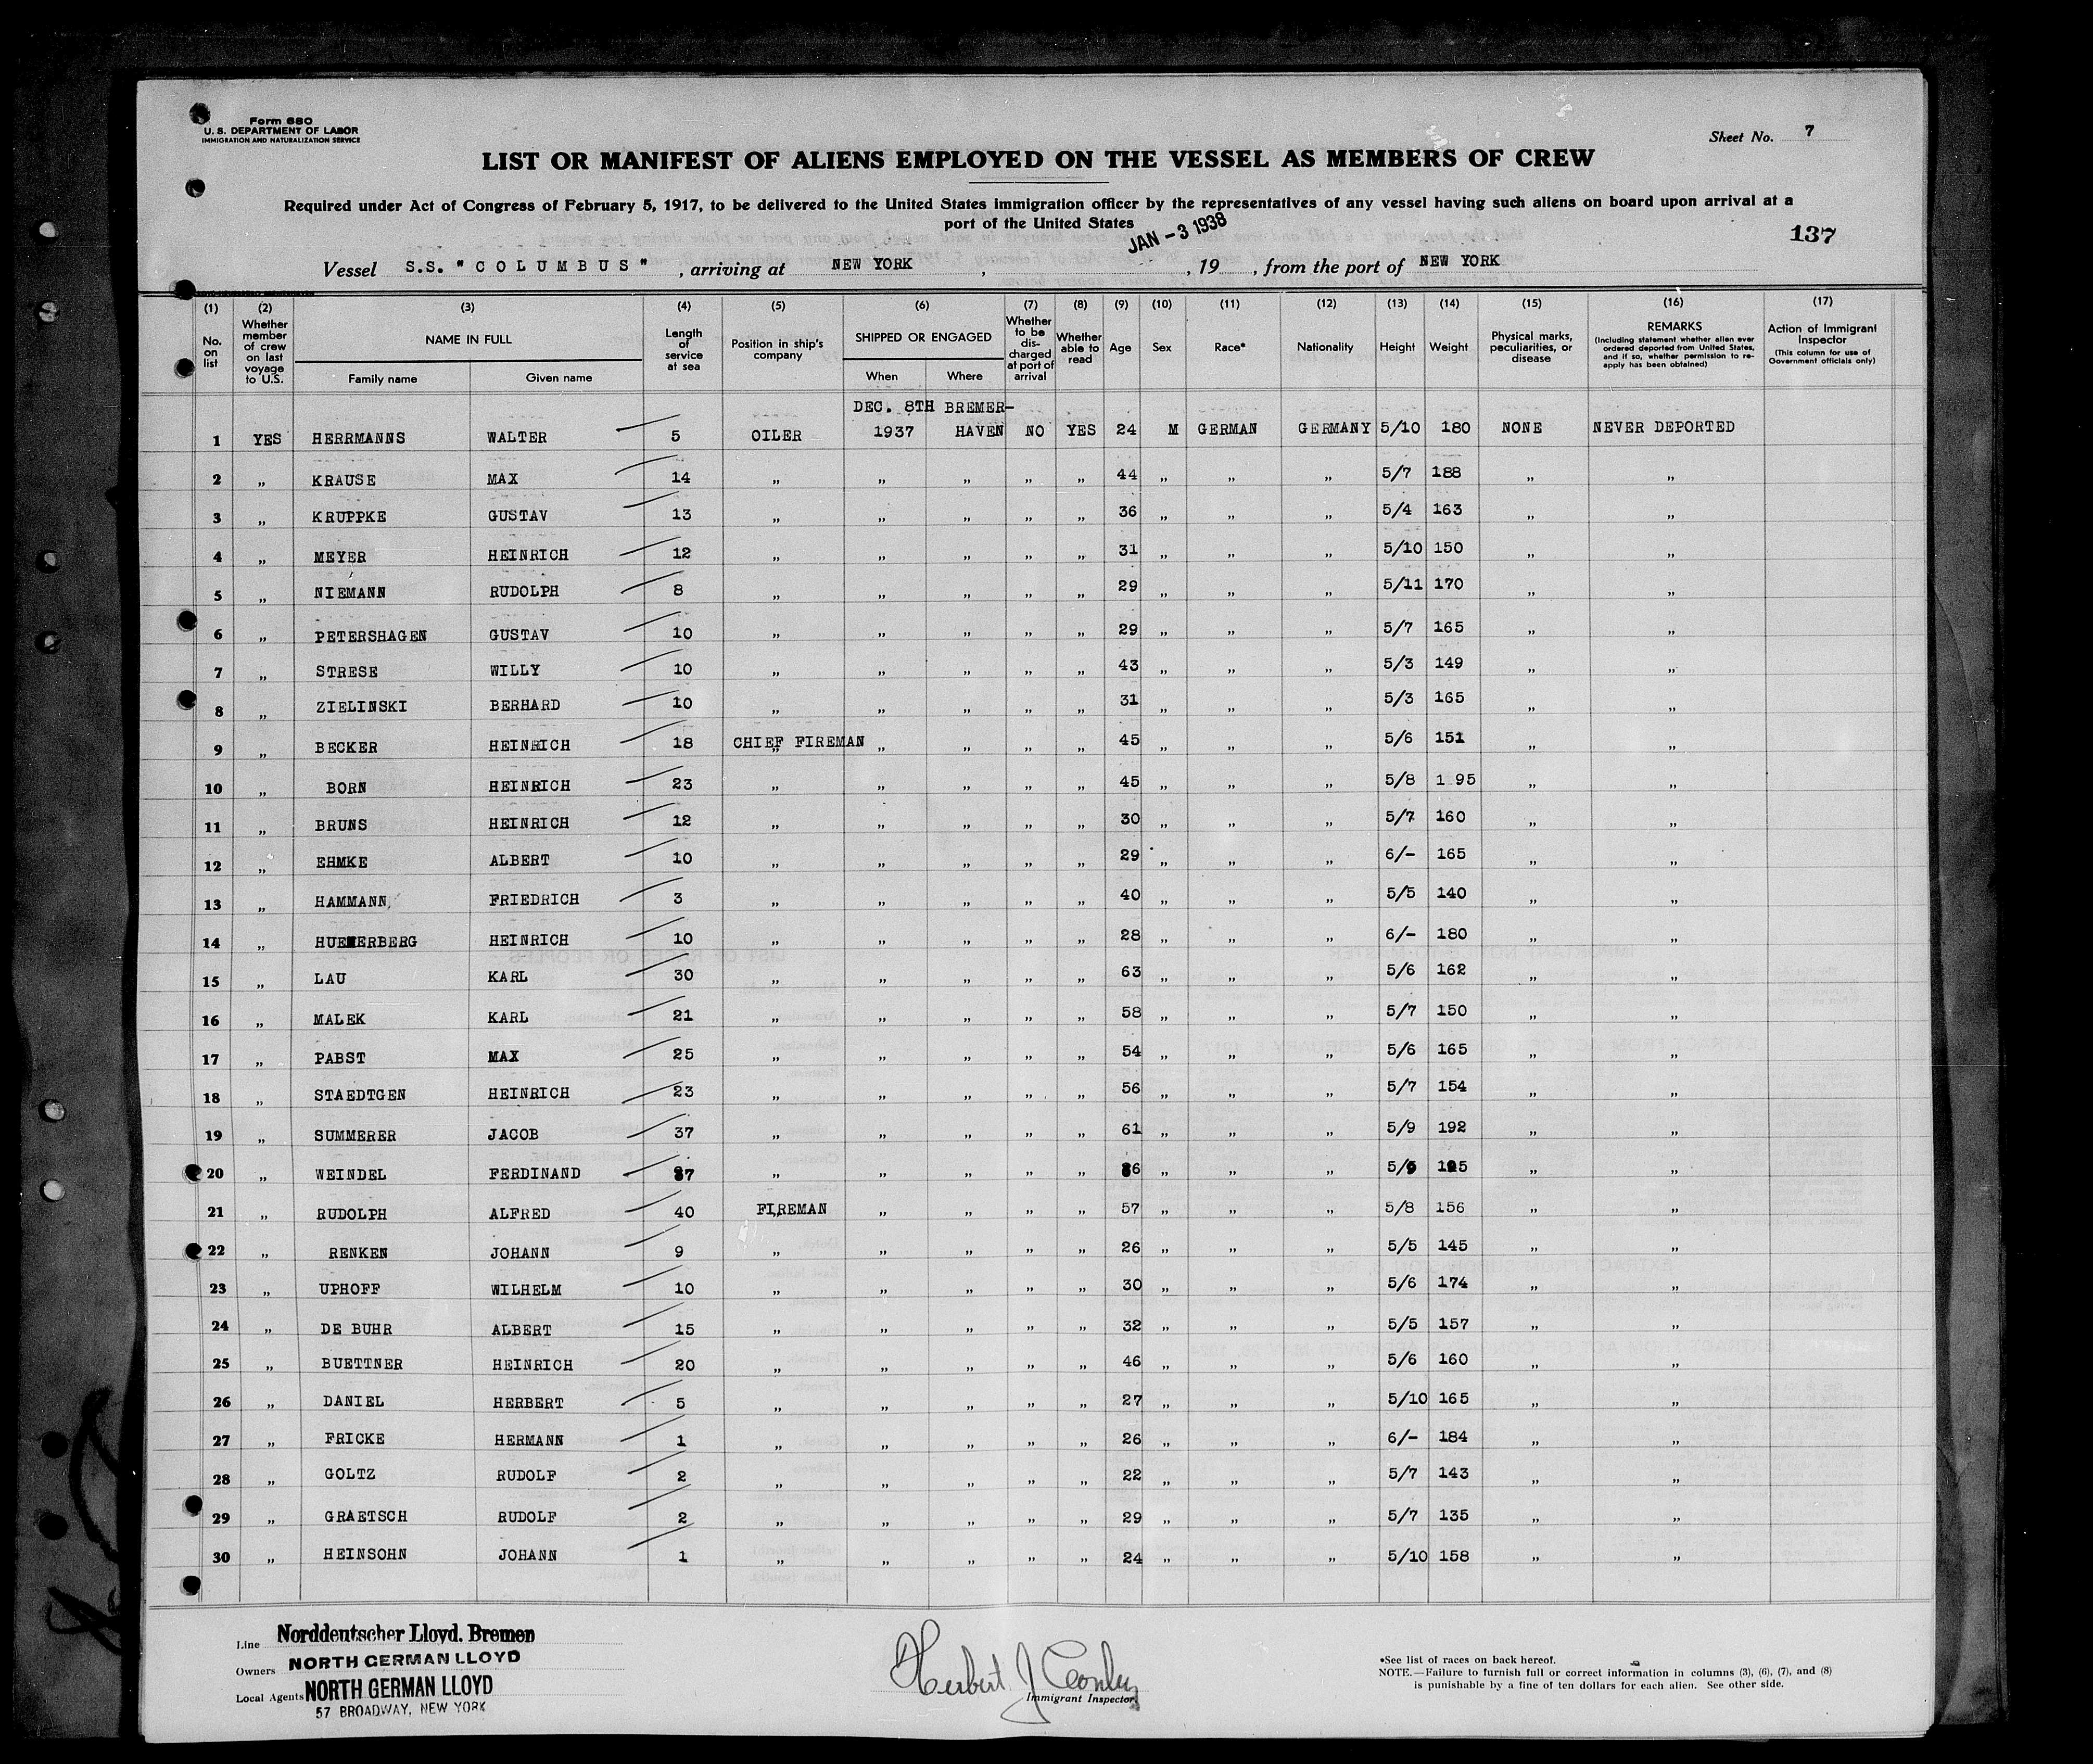 Form 680
U. S. DEPARTMENT OF LABOR
IMMIGRATION AND NATURALIZATION SERVICE
Sheet No. 7
LIST OR MANIFEST OF ALIENS EMPLOYED ON THE VESSEL AS MEMBERS OF CREW
Required under Act of Congress of February 5, 1917, to be delivered to the United States Immigration officer by the representatives of any vessel having such aliens on board upon arrival at a
port of the United States
JAN -3 1938
137
Vessel S.S. "COLUMBUS", arriving at NEW YORK, , 19 , from the port of NEW YORK
(1) (2) (3) (4) (5) (6) (7) (8) (9) (10) (11) (12) (13) (14) (15) (16) (17)
No. on list Whether member of crew on last voyage to U.S. NAME IN FULL Family name Given name Length of service at sea Position in ship's company SHIPPED OR ENGAGED When Where Whether to be discharged at port of arrival Whether able to read Age Sex Race* Nationality Height Weight Physical marks, peculiarities, or disease REMARKS (Including statement whether alien ever ordered deported from United States, and if so, whether permission to reapply has been obtained) Action of Immigrant Inspector (This column for use of Government officials only)
DEC. 8TH BREMER-
1 YES HERRMANNS WALTER 5 OILER 1937 HAVEN NO YES 24 M GERMAN GERMANY 5/10 180 NONE NEVER DEPORTED
2 " KRAUSE MAX 14 " " " " " 44 " " " 5/7 188 " "
3 " KRUPPKE GUSTAV 13 " " " " " 36 " " " 5/4 163 " "
4 " MEYER HEINRICH 12 " " " " " 31 " " " 5/10 150 " "
5 " NIEMANN RUDOLPH 8 " " " " " 29 " " " 5/11 170 " "
6 " PETERSHAGEN GUSTAV 10 " " " " " 29 " " " 5/7 165 " "
7 " STRESE WILLY 10 " " " " " 43 " " " 5/3 149 " "
8 " ZIELINSKI BERHARD 10 " " " " " 31 " " " 5/3 165 " "
9 " BECKER HEINRICH 18 CHIEF FIREMAN " " " " 45 " " " 5/6 151 " "
10 " BORN HEINRICH 23 " " " " " 45 " " " 5/8 1 95 " "
11 " BRUNS HEINRICH 12 " " " " " 30 " " " 5/7 160 " "
12 " EHMKE ALBERT 10 " " " " " 29 " " " 6/- 165 " "
13 " HAMMANN FRIEDRICH 3 " " " " " 40 " " " 5/5 140 " "
14 " HEINRICH 10 " " " " " 28 " " " 6/- 180 " "
15 " LAU KARL 30 " " " " " 63 " " " 5/6 162 " "
16 " MALEK KARL 21 " " " " " 58 " " " 5/7 150 " "
17 " PABST MAX 25 " " " " " 54 " " " 5/6 165 " "
18 " STAEDTGEN HEINRICH 23 " " " " " 56 " " " 5/7 154 " "
19 " SUMMERER JACOB 37 " " " " " 61 " " " 5/9 192 " "
20 " WEINDEL FERDINAND " " " " " " " " " "
21 " RUDOLPH ALFRED 40 FIREMAN " " " " 57 " " " 5/8 156 " "
22 " RENKEN JOHANN 9 " " " " " 26 " " " 5/5 145 " "
23 " UPHOFF WILHELM 10 " " " " " 30 " " " 5/6 174 " "
24 " DE BUHR ALBERT 15 " " " " " 32 " " " 5/5 157 " "
25 " BUETTNER HEINRICH 20 " " " " " 46 " " " 5/6 160 " "
26 " DANIEL HERBERT 5 " " " " " 27 " " " 5/10 165 " "
27 " FRICKE HERMANN 1 " " " " " 26 " " " 6/- 184 " "
28 " GOLTZ RUDOLF 2 " " " " " 22 " " " 5/7 143 " "
29 " GRAETSCH RUDOLF 2 " " " " " 29 " " " 5/7 135 " "
30 " HEINSOHN JOHANN 1 " " " " " 24 " " " 5/10 158 " "
Line Norddeutscher Lloyd. Bremen
Owners NORTH GERMAN LLOYD
Local Agents NORTH GERMAN LLOYD
57 BROADWAY, NEW YORK
Herbert J Conley
Immigrant Inspector
*See list of races on back hereof.
NOTE.—Failure to furnish full or correct information in columns (3), (6), (7), and (8)
is punishable by a fine of ten dollars for each alien. See other side.